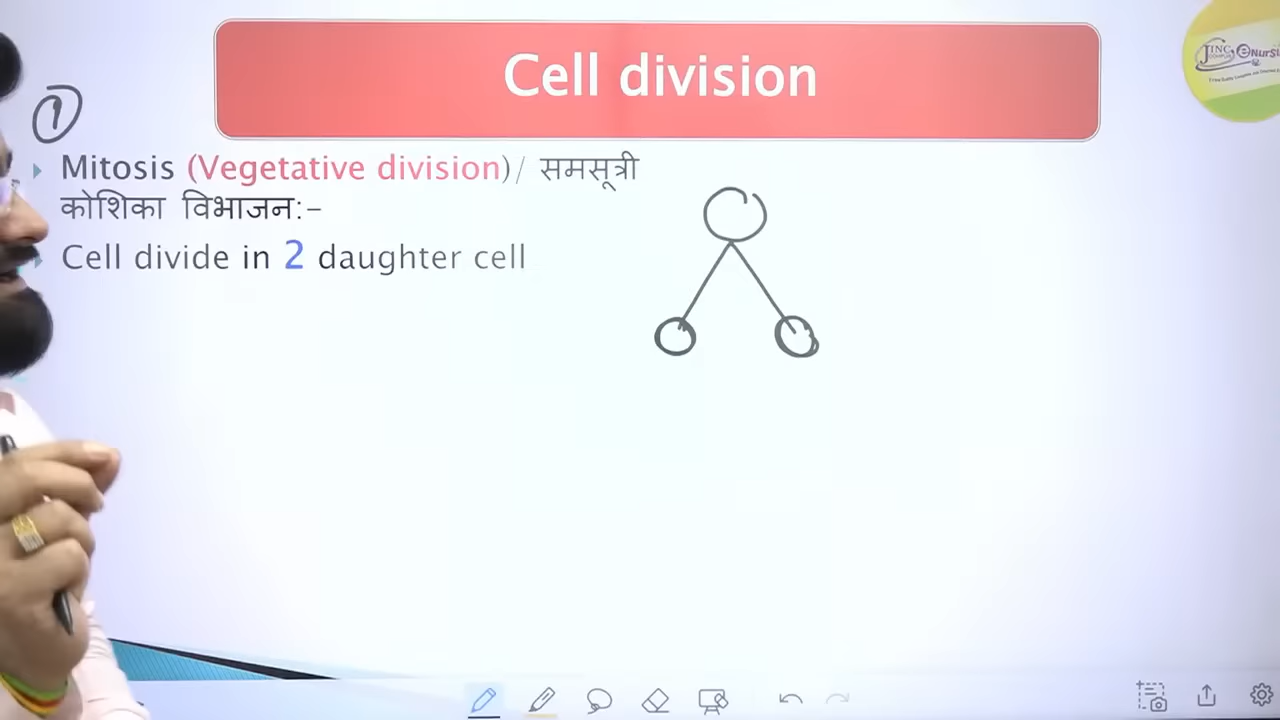 Cell division
1
Mitosis (Vegetative division)/ समसूत्री
कोशिका विभाजन:-
Cell divide in 2 daughter cell